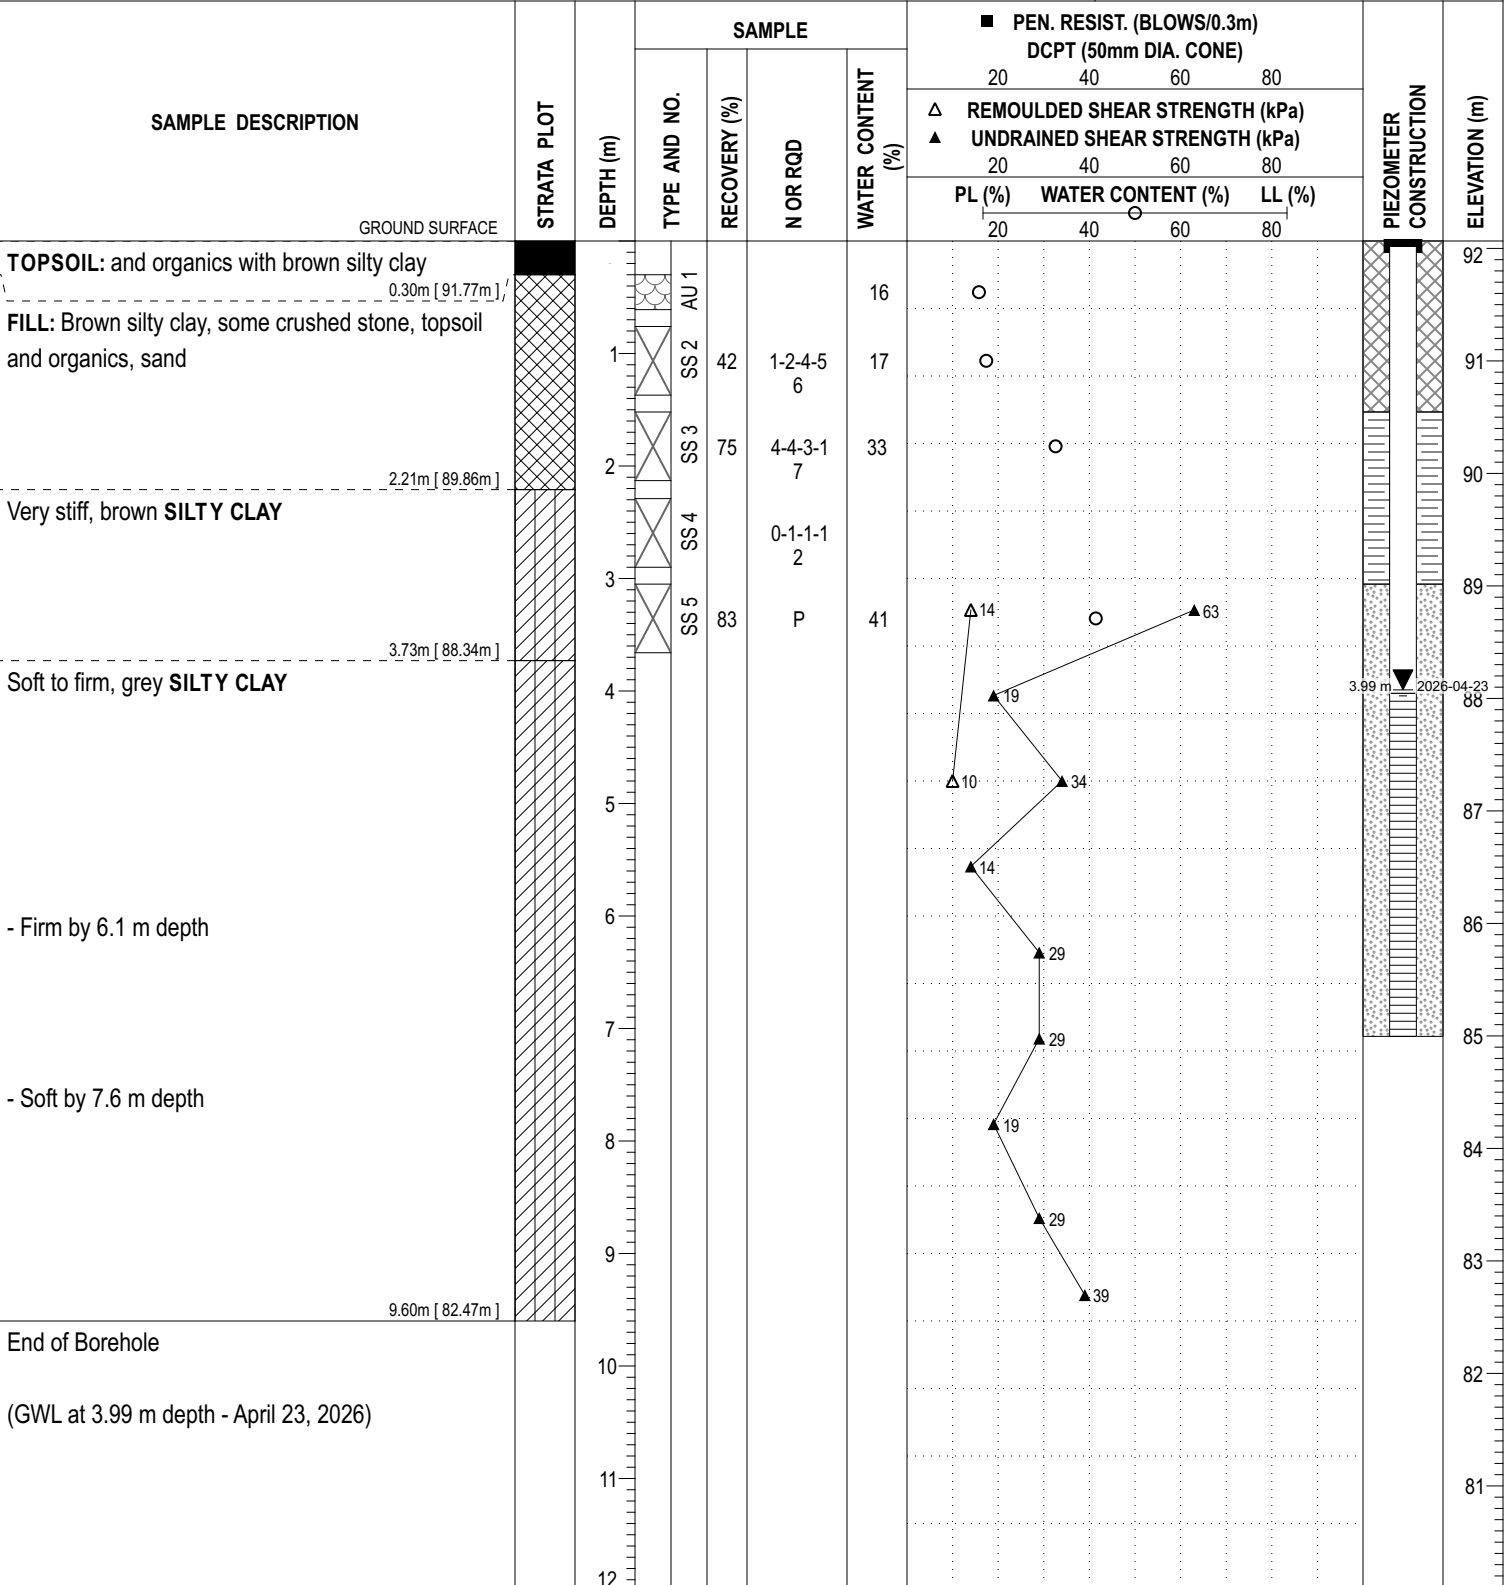 SAMPLE DESCRIPTION
GROUND SURFACE
STRATA PLOT
DEPTH (m)
SAMPLE
TYPE AND NO.
RECOVERY (%)
N OR RQD
WATER CONTENT
(%)
■ PEN. RESIST. (BLOWS/0.3m)
DCPT (50mm DIA. CONE)
20 40 60 80
△ REMOULDED SHEAR STRENGTH (kPa)
▲ UNDRAINED SHEAR STRENGTH (kPa)
20 40 60 80
PL (%) WATER CONTENT (%) LL (%)
20 40 60 80
PIEZOMETER
CONSTRUCTION
ELEVATION (m)
TOPSOIL: and organics with brown silty clay
0.30m [ 91.77m ]
FILL: Brown silty clay, some crushed stone, topsoil
and organics, sand
2.21m [ 89.86m ]
Very stiff, brown SILTY CLAY
3.73m [ 88.34m ]
Soft to firm, grey SILTY CLAY
- Firm by 6.1 m depth
- Soft by 7.6 m depth
9.60m [ 82.47m ]
End of Borehole
(GWL at 3.99 m depth - April 23, 2026)
1
2
3
4
5
6
7
8
9
10
11
12
AU 1
16
SS 2
42
1-2-4-5
6
17
SS 3
75
4-4-3-1
7
33
SS 4
0-1-1-1
2
SS 5
83
P
41
14
63
19
10
34
14
29
29
19
29
39
3.99 m
2026-04-23
92
91
90
89
88
87
86
85
84
83
82
81